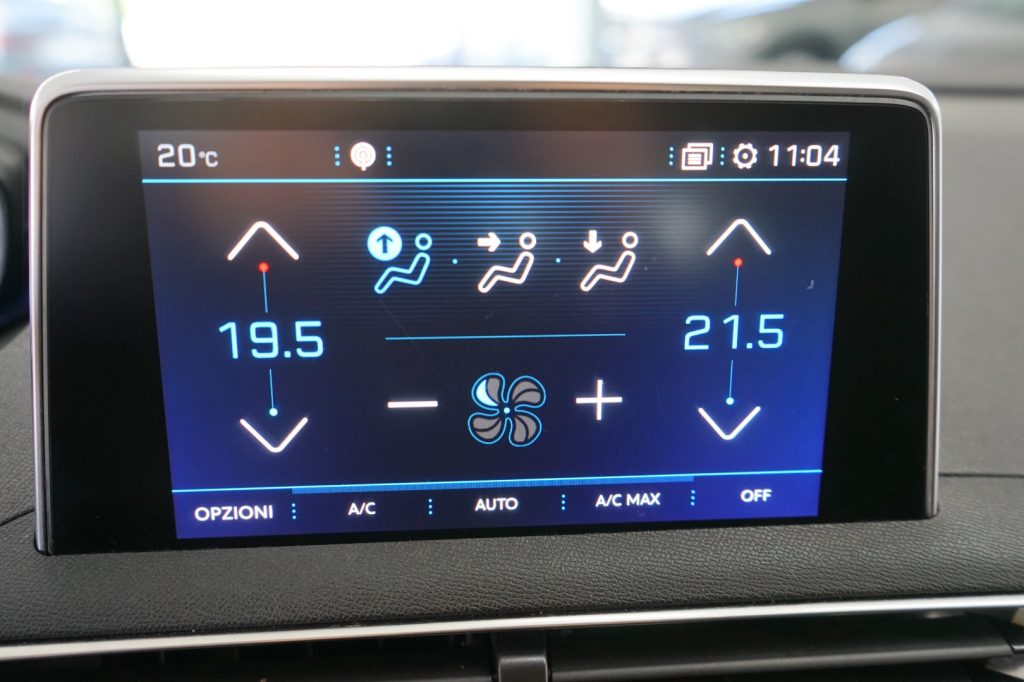 20°C 11:04
19.5 21.5
OPZIONI A/C AUTO A/C MAX OFF